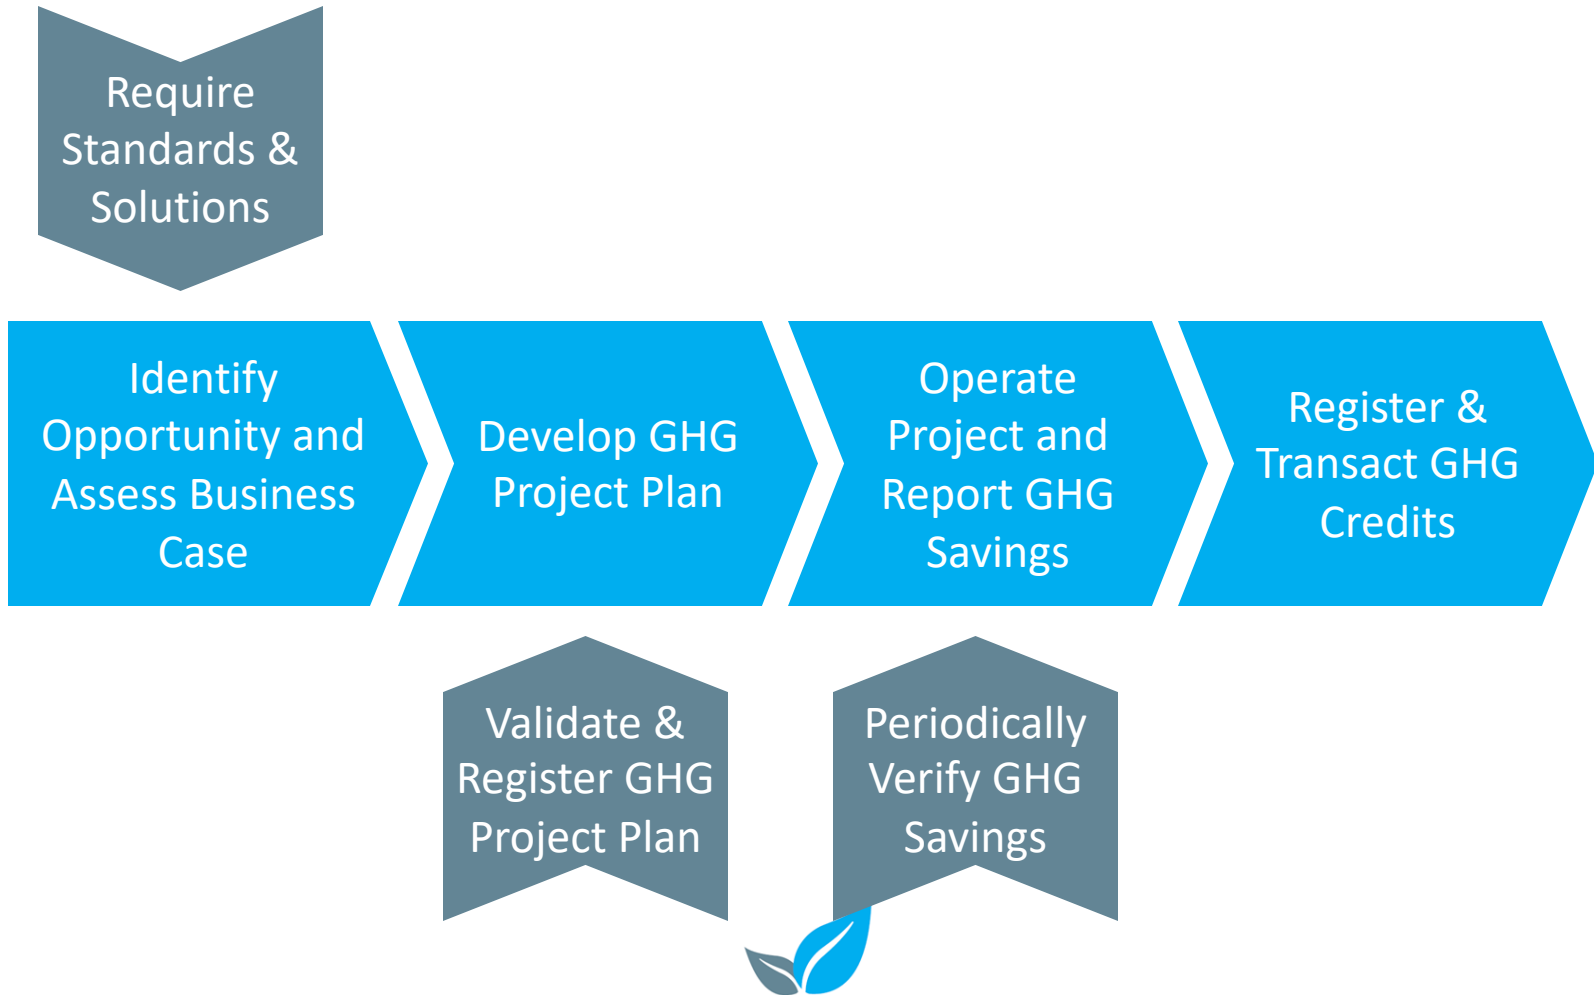 Require
Standards &
Solutions
Identify
Opportunity and
Assess Business
Case
Develop GHG
Project Plan
Operate
Project and
Report GHG
Savings
Register &
Transact GHG
Credits
Validate &
Register GHG
Project Plan
Periodically
Verify GHG
Savings